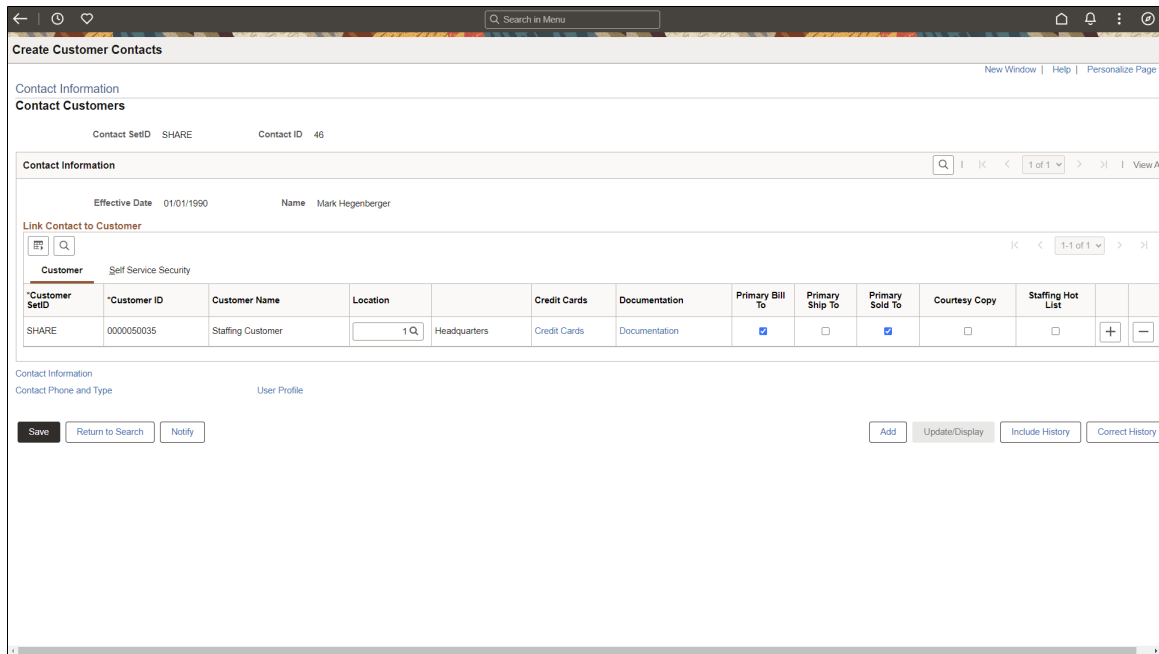 Search in Menu
Create Customer Contacts
New Window | Help | Personalize Page
Contact Information
Contact Customers
Contact SetID SHARE Contact ID 46
Contact Information 1 of 1 View A
Effective Date 01/01/1990 Name Mark Hegenberger
Link Contact to Customer
1-1 of 1
Customer Self Service Security
*Customer SetID *Customer ID Customer Name Location Credit Cards Documentation Primary Bill To Primary Ship To Primary Sold To Courtesy Copy Staffing Hot List
SHARE 0000050035 Staffing Customer 1 Headquarters Credit Cards Documentation
Contact Information
Contact Phone and Type User Profile
Save Return to Search Notify Add Update/Display Include History Correct History